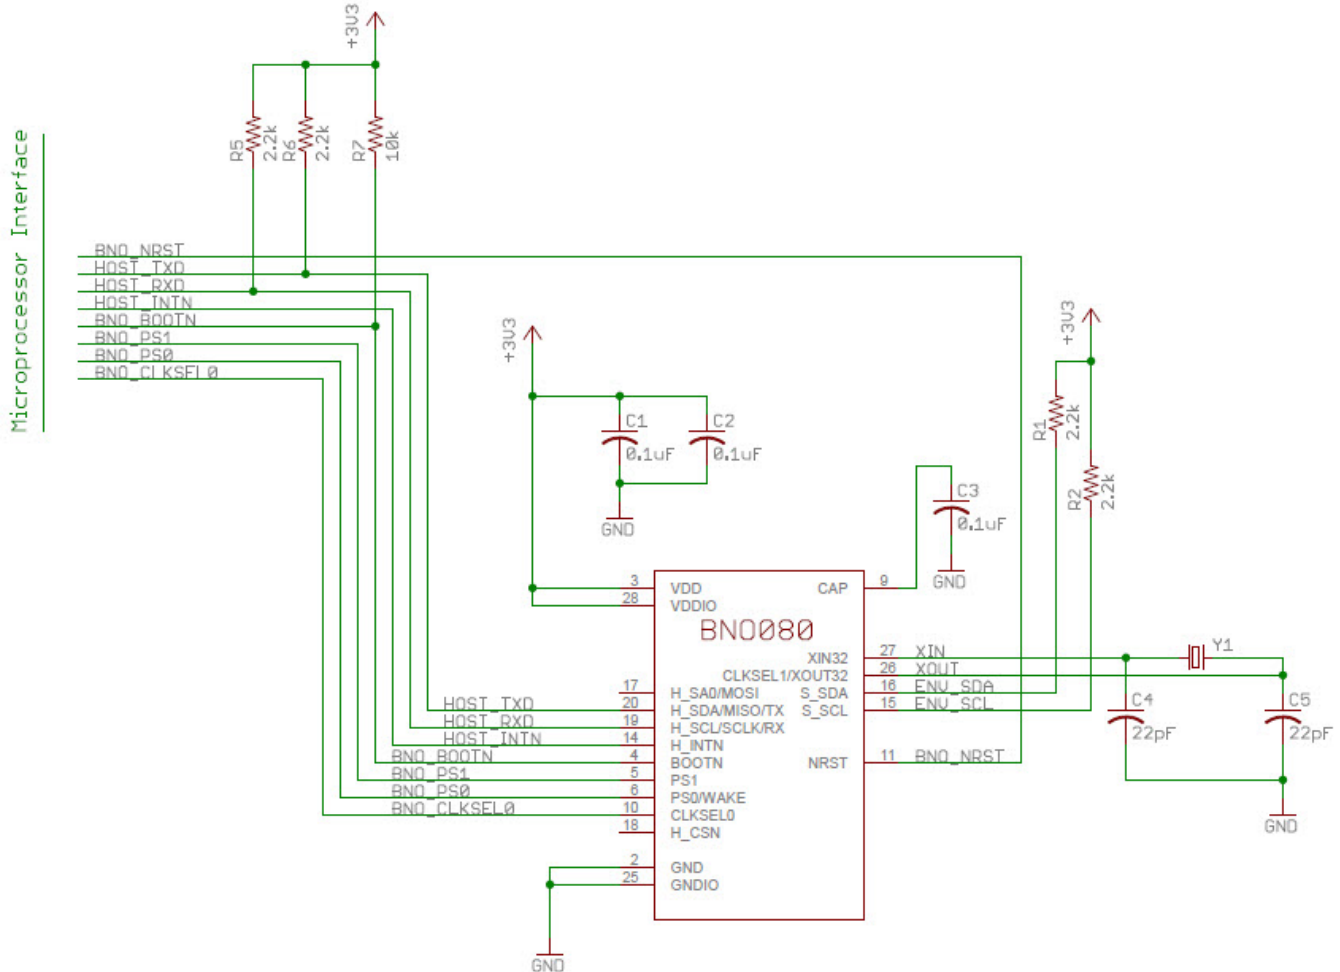 +3V3
R5
2.2k
R6
2.2k
R7
10k
Microprocessor Interface
BNO_NRST
HOST_TXD
HOST_RXD
HOST_INTN
BNO_BOOTN
BNO_PS1
BNO_PS0
BNO_CLKSEL0
+3V3
C1
0.1uF
C2
0.1uF
GND
+3V3
R1
2.2k
R2
2.2k
C3
0.1uF
GND
3 VDD
28 VDDIO
CAP 9
BNO080
XIN32 27 XIN
CLKSEL1/XOUT32 26 XOUT
17 H_SA0/MOSI S_SDA 16 ENV_SDA
HOST_TXD 20 H_SDA/MISO/TX S_SCL 15 ENV_SCL
HOST_RXD 19 H_SCL/SCLK/RX
HOST_INTN 14 H_INTN
BNO_BOOTN 4 BOOTN NRST 11 BNO_NRST
BNO_PS1 5 PS1
BNO_PS0 6 PS0/WAKE
BNO_CLKSEL0 10 CLKSEL0
18 H_CSN
2 GND
25 GNDIO
GND
Y1
C4
22pF
C5
22pF
GND